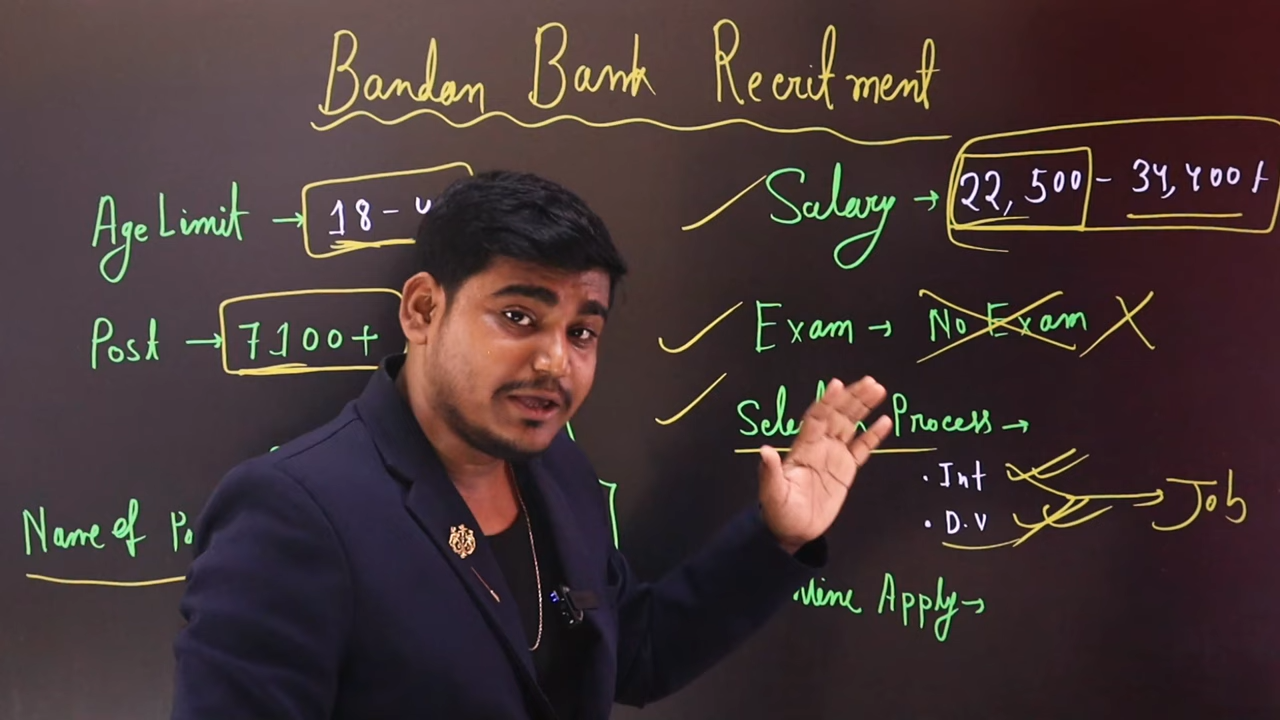 Bandan Bank Recritment
Age Limit → 18-
Salary → 22,500 - 34,400+
Post → 7100+
Exam → No Exam X
Process →
. Int
. D.V
Job
Name of
Apply →